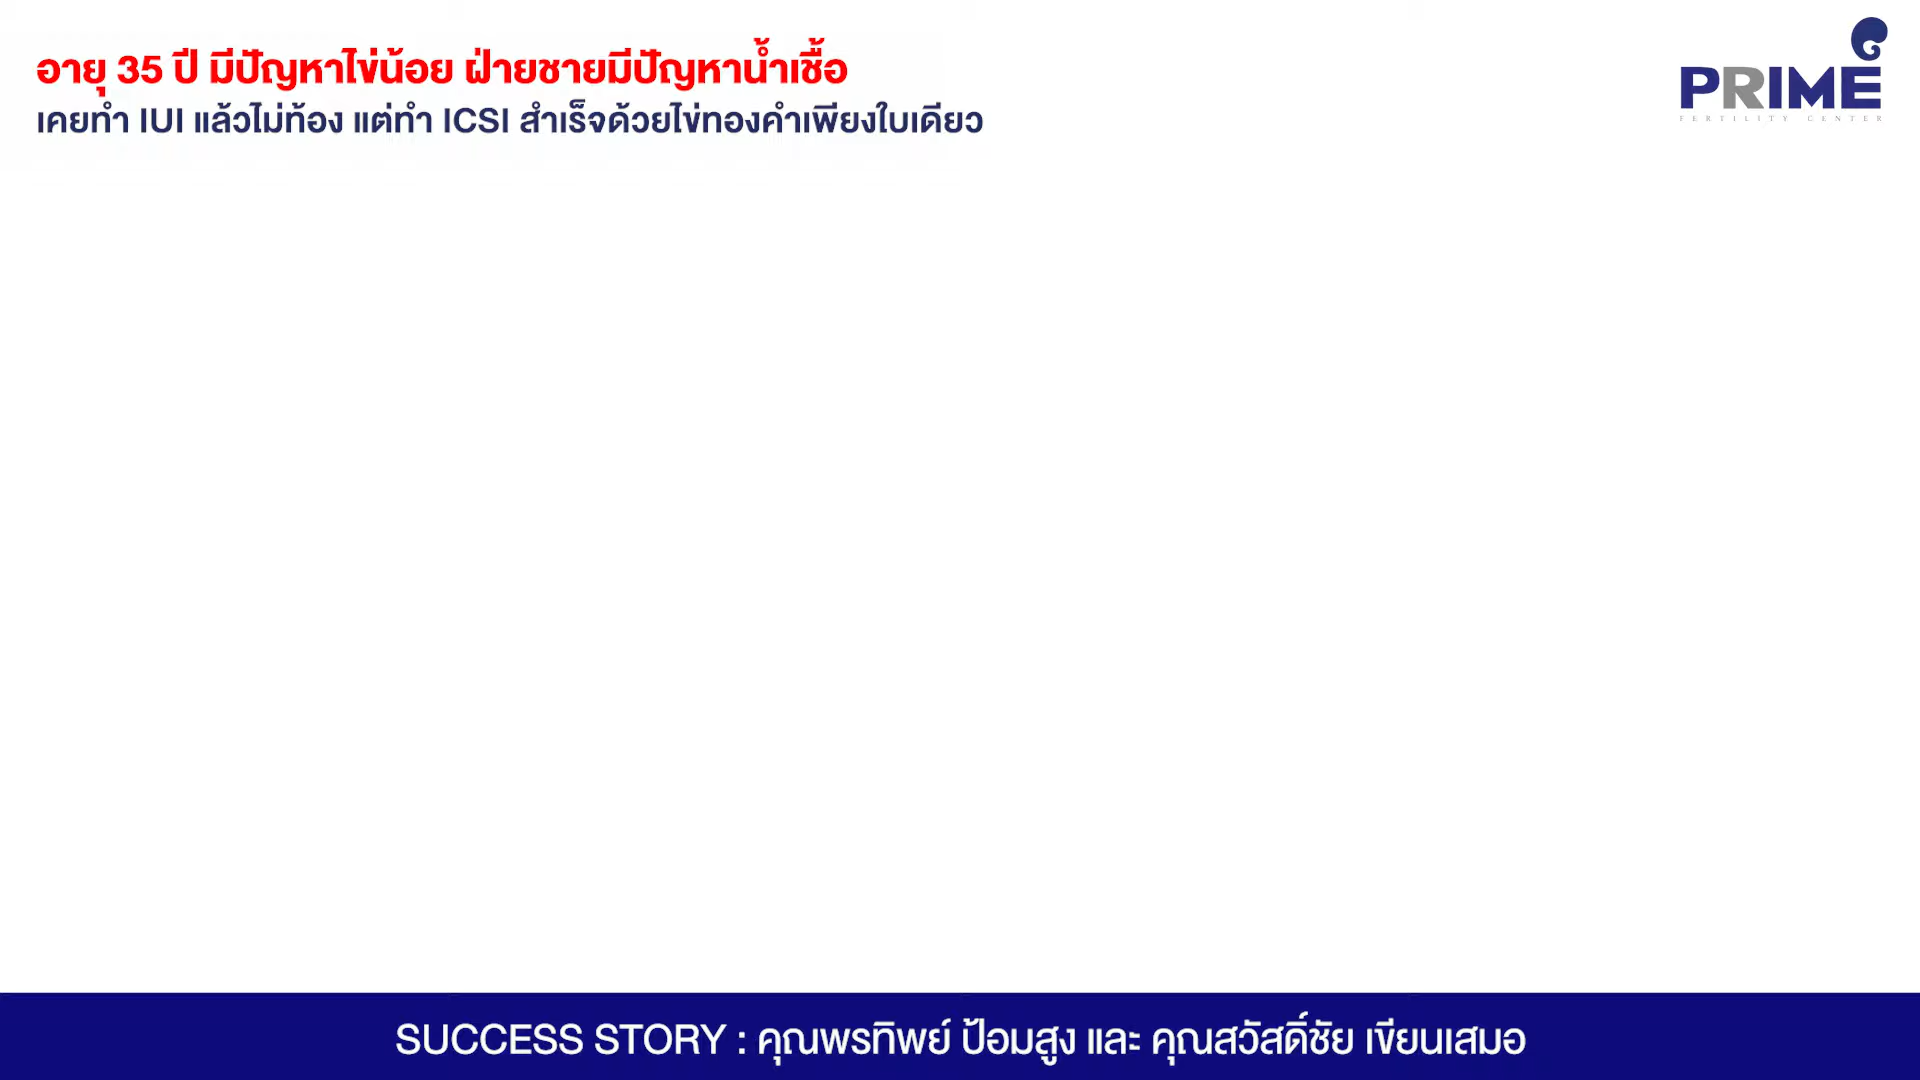 อายุ 35 ปี มีปัญหาไข่น้อย ฝ่ายชายมีปัญหาน้ำเชื้อ
เคยทำ IUI แล้วไม่ท้อง แต่ทำ ICSI สำเร็จด้วยไข่ทองคำเพียงใบเดียว
PRIME
FERTILITY CENTER
SUCCESS STORY : คุณพรทิพย์ ป้อมสูง และ คุณสวัสดิ์ชัย เขียนเสมอ